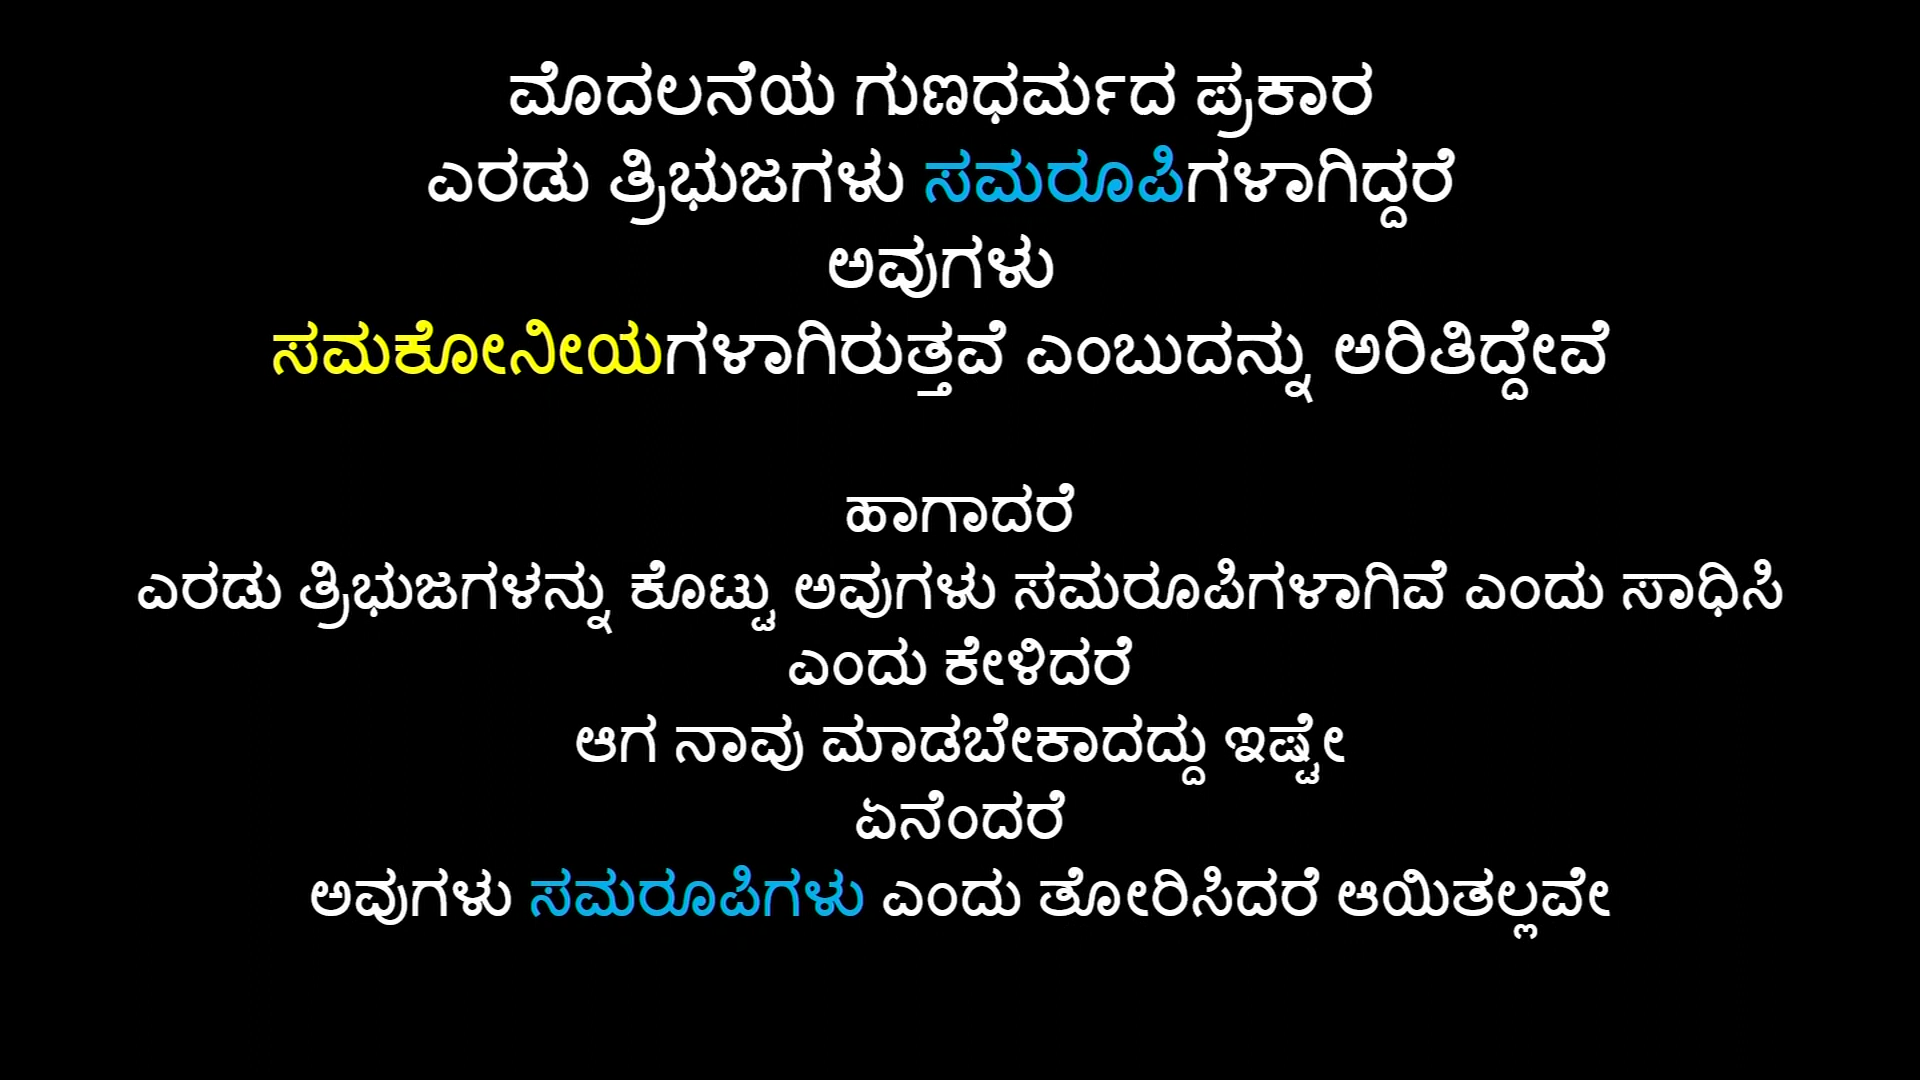 ಮೊದಲನೆಯ ಗುಣಧರ್ಮದ ಪ್ರಕಾರ
ಎರಡು ತ್ರಿಭುಜಗಳು ಸಮರೂಪಿಗಳಾಗಿದ್ದರೆ
ಅವುಗಳು
ಸಮಕೋನೀಯಗಳಾಗಿರುತ್ತವೆ ಎಂಬುದನ್ನು ಅರಿತಿದ್ದೇವೆ
ಹಾಗಾದರೆ
ಎರಡು ತ್ರಿಭುಜಗಳನ್ನು ಕೊಟ್ಟು ಅವುಗಳು ಸಮರೂಪಿಗಳಾಗಿವೆ ಎಂದು ಸಾಧಿಸಿ
ಎಂದು ಕೇಳಿದರೆ
ಆಗ ನಾವು ಮಾಡಬೇಕಾದದ್ದು ಇಷ್ಟೇ
ಏನೆಂದರೆ
ಅವುಗಳು ಸಮರೂಪಿಗಳು ಎಂದು ತೋರಿಸಿದರೆ ಆಯಿತಲ್ಲವೇ